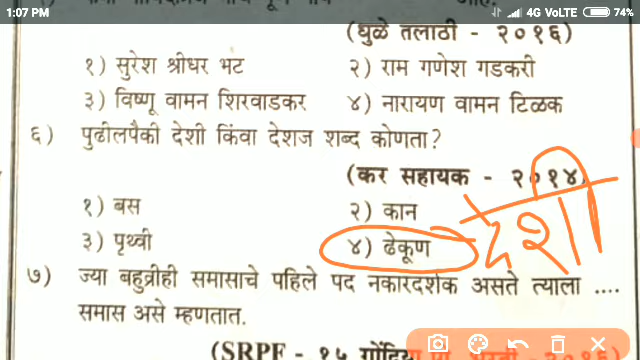 1:07 PM 4G VoLTE 74%
(धुळे तलाठी - २०१६)
१) सुरेश श्रीधर भट २) राम गणेश गडकरी
३) विष्णू वामन शिरवाडकर ४) नारायण वामन टिळक
६) पुढीलपैकी देशी किंवा देशज शब्द कोणता?
(कर सहायक - २०१४)
१) बस २) कान
३) पृथ्वी ४) ढेकूण
देशी
७) ज्या बहुव्रीही समासाचे पहिले पद नकारदर्शक असते त्याला ....
समास असे म्हणतात.
(SRPF - १५ गोंदिया